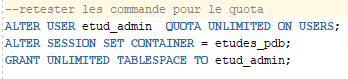 --retester les commande pour le quota
ALTER USER etud_admin  QUOTA UNLIMITED ON USERS;
ALTER SESSION SET CONTAINER = etudes_pdb;
GRANT UNLIMITED TABLESPACE TO etud_admin;